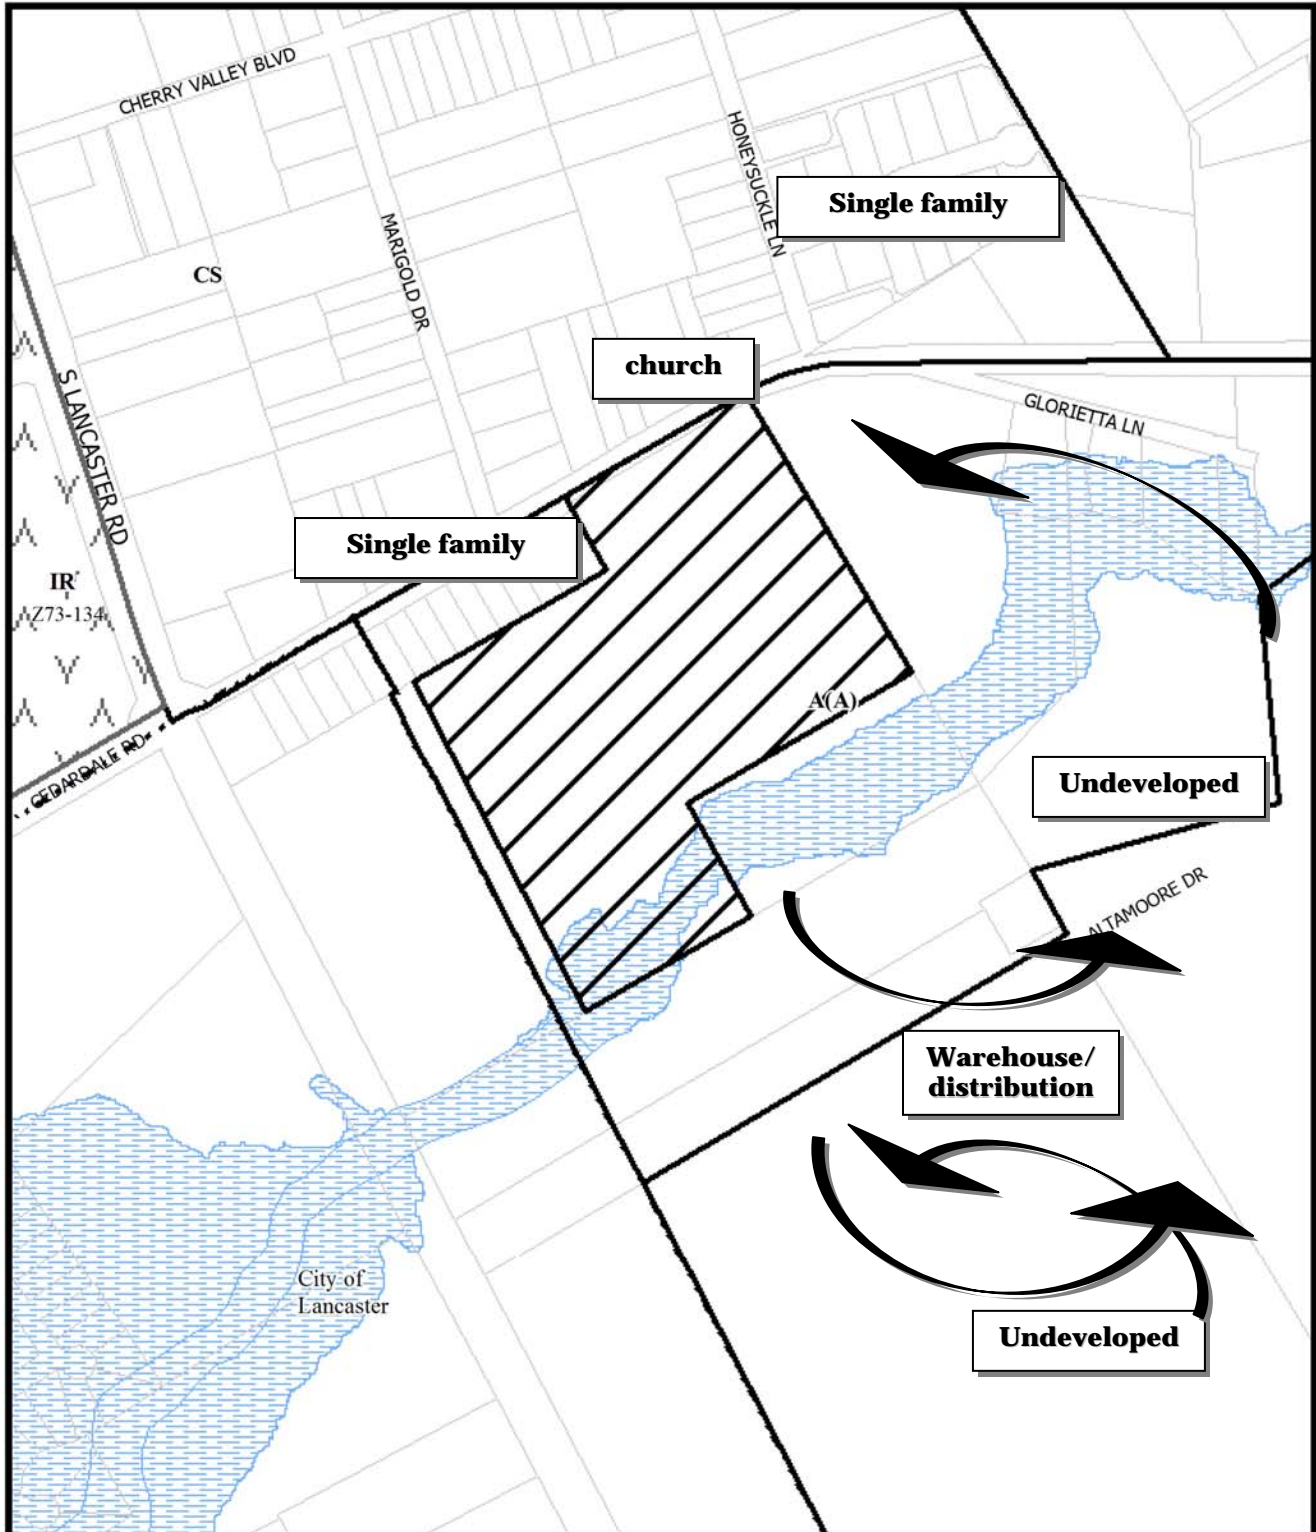 CHERRY VALLEY BLVD
HONEYSUCKLE LN
Single family
MARIGOLD DR
CS
church
S LANCASTER RD
GLORIETTA LN
Single family
IR
Z73-134
A(A)
CEDARDALE RD
Undeveloped
ALTAMOORE DR
Warehouse/
distribution
City of
Lancaster
Undeveloped